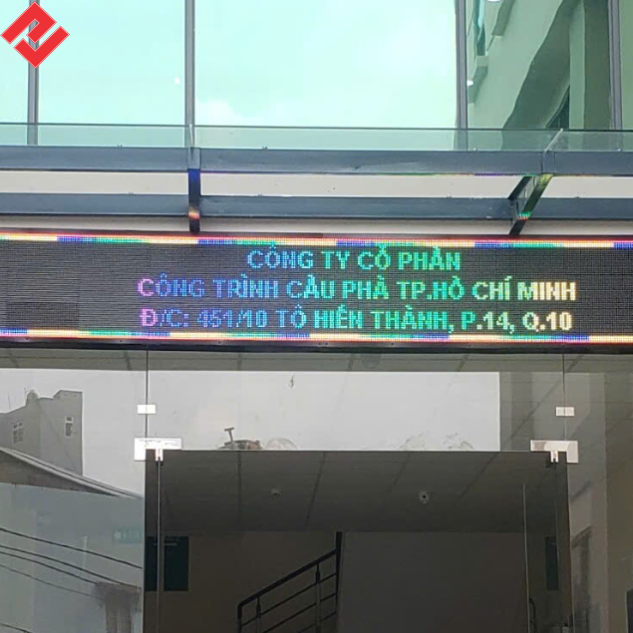 CÔNG TY CỔ PHẦN
CÔNG TRÌNH CẦU PHÀ TP.HỒ CHÍ MINH
Đ/C: 451/10 TÔ HIẾN THÀNH, P.14, Q.10